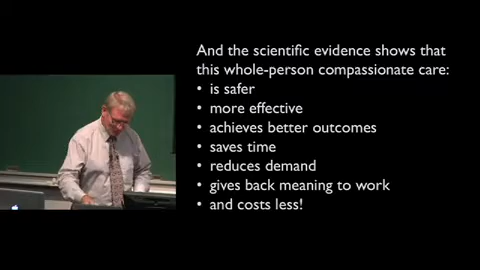 And the scientific evidence shows that
this whole-person compassionate care:
• is safer
• more effective
• achieves better outcomes
• saves time
• reduces demand
• gives back meaning to work
• and costs less!